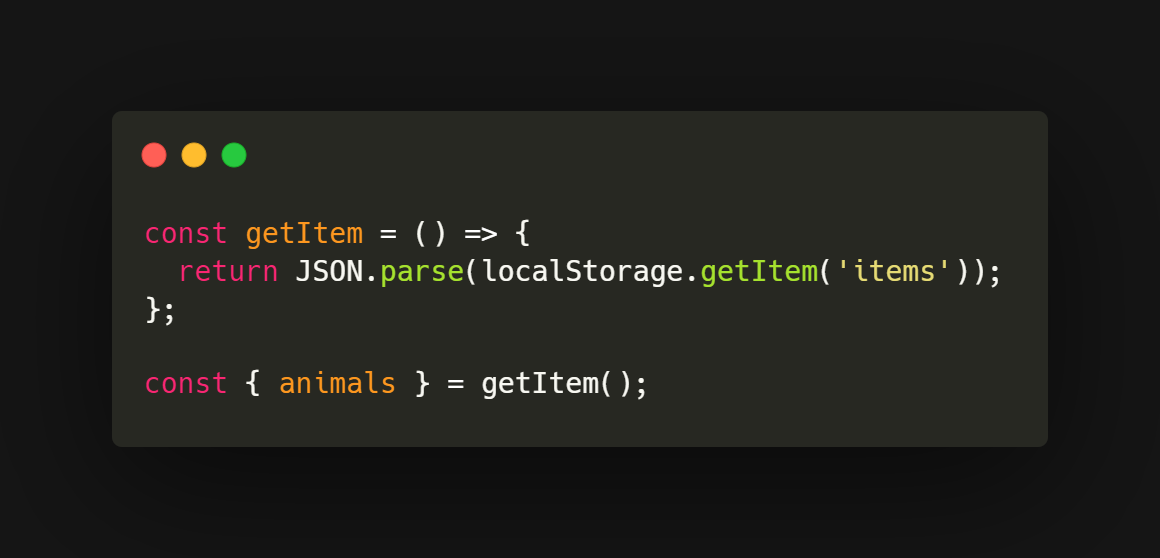 const getItem = () => {
  return JSON.parse(localStorage.getItem('items'));
};

const { animals } = getItem();